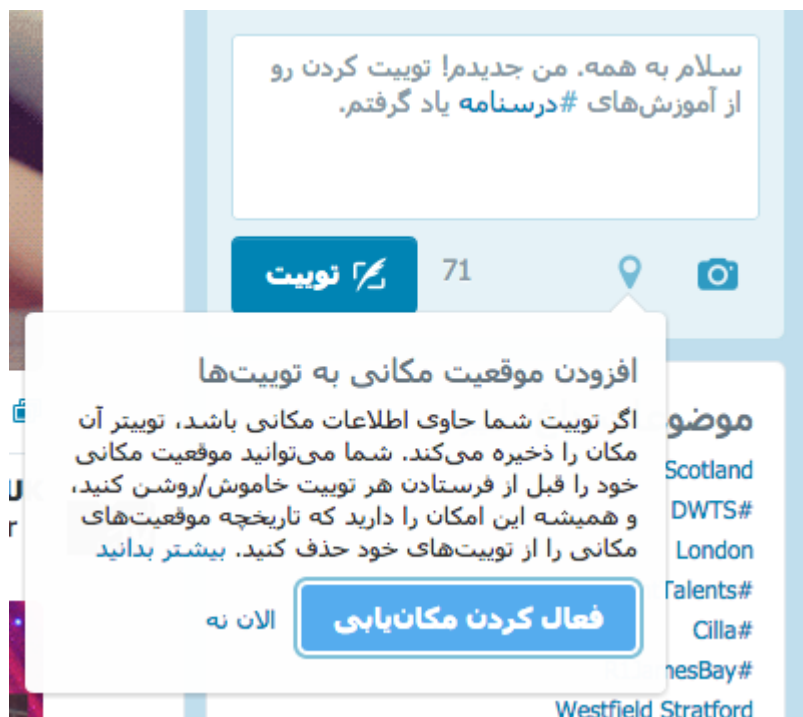 سلام به همه. من جدیدم! توییت کردن رو
از آموزش‌های #درسنامه یاد گرفتم.
71
توییت
افزودن موقعیت مکانی به توییت‌ها
اگر توییت شما حاوی اطلاعات مکانی باشد، توییتر آن
مکان را ذخیره می‌کند. شما می‌توانید موقعیت مکانی
خود را قبل از فرستادن هر توییت خاموش/روشن کنید،
و همیشه این امکان را دارید که تاریخچه موقعیت‌های
مکانی را از توییت‌های خود حذف کنید. بیشتر بدانید
فعال کردن مکان‌یابی
الان نه
Scotland
DWTS#
London
Talents#
Cilla#
Westfield Stratford